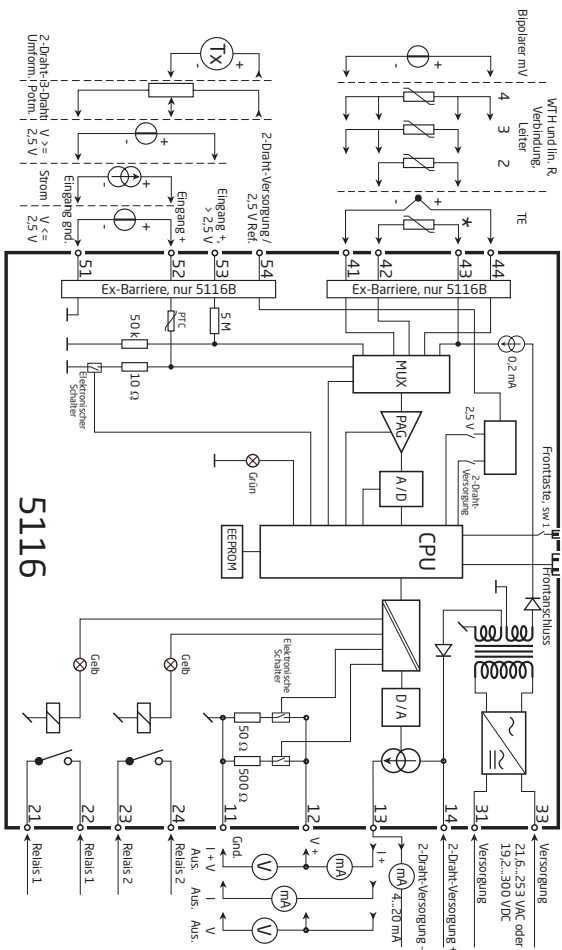 Bipolarer mV
WTH und lin. R,
Verbindung,
Leiter
4
3
2
TE
-
+
*
2-Draht-3-Draht
Umform. Potm.
Tx
-
+
V >=
2,5 V
-
+
Strom
V <=
2,5 V
-
+
2-Draht-Versorgung /
2,5 V Ref.
Eingang +,
> 2,5 V
Eingang +
Eingang gnd.
51
52
53
54
41
42
43
44
Ex-Barriere, nur 5116B
Ex-Barriere, nur 5116B
50 k
PTC
5 M
10 Ω
Elektronischer
Schalter
MUX
0,2 mA
PAG
2,5 V
2-Draht-
Versorgung
A/D
Grün
EEPROM
CPU
Fronttaste, sw 1
Frontanschluss
5116
Gelb
Gelb
Elektronische
Schalter
50 Ω
500 Ω
D/A
21
22
23
24
11
12
13
14
31
33
Relais 1
Relais 1
Relais 2
Relais 2
Gnd.
V+
I+
I+V
Aus.
I
Aus.
V
Aus.
V
mA
mA
V
mA
4...20 mA
2-Draht-Versorgung -
2-Draht-Versorgung +
Versorgung
Versorgung
21,6...253 VAC oder
19,2...300 VDC